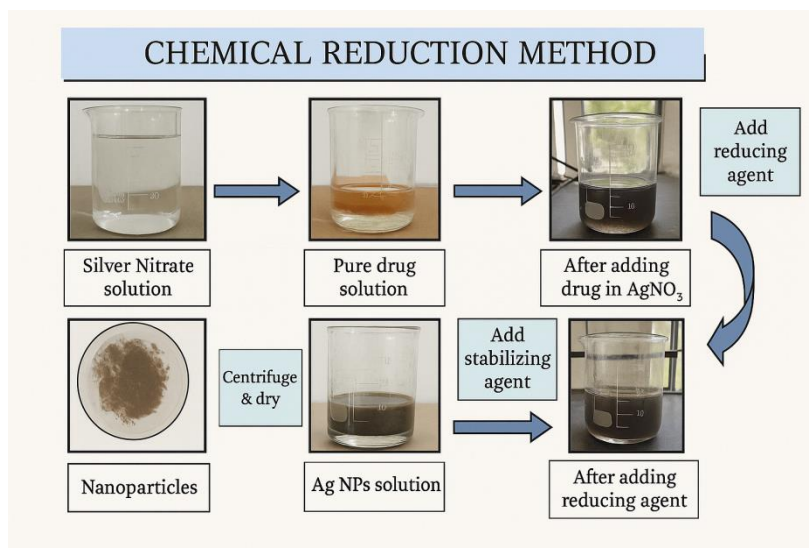 CHEMICAL REDUCTION METHOD
Silver Nitrate
solution
Pure drug
solution
After adding
drug in AgNO₃
Add
reducing
agent
Nanoparticles
Centrifuge
& dry
Ag NPs solution
Add
stabilizing
agent
After adding
reducing agent